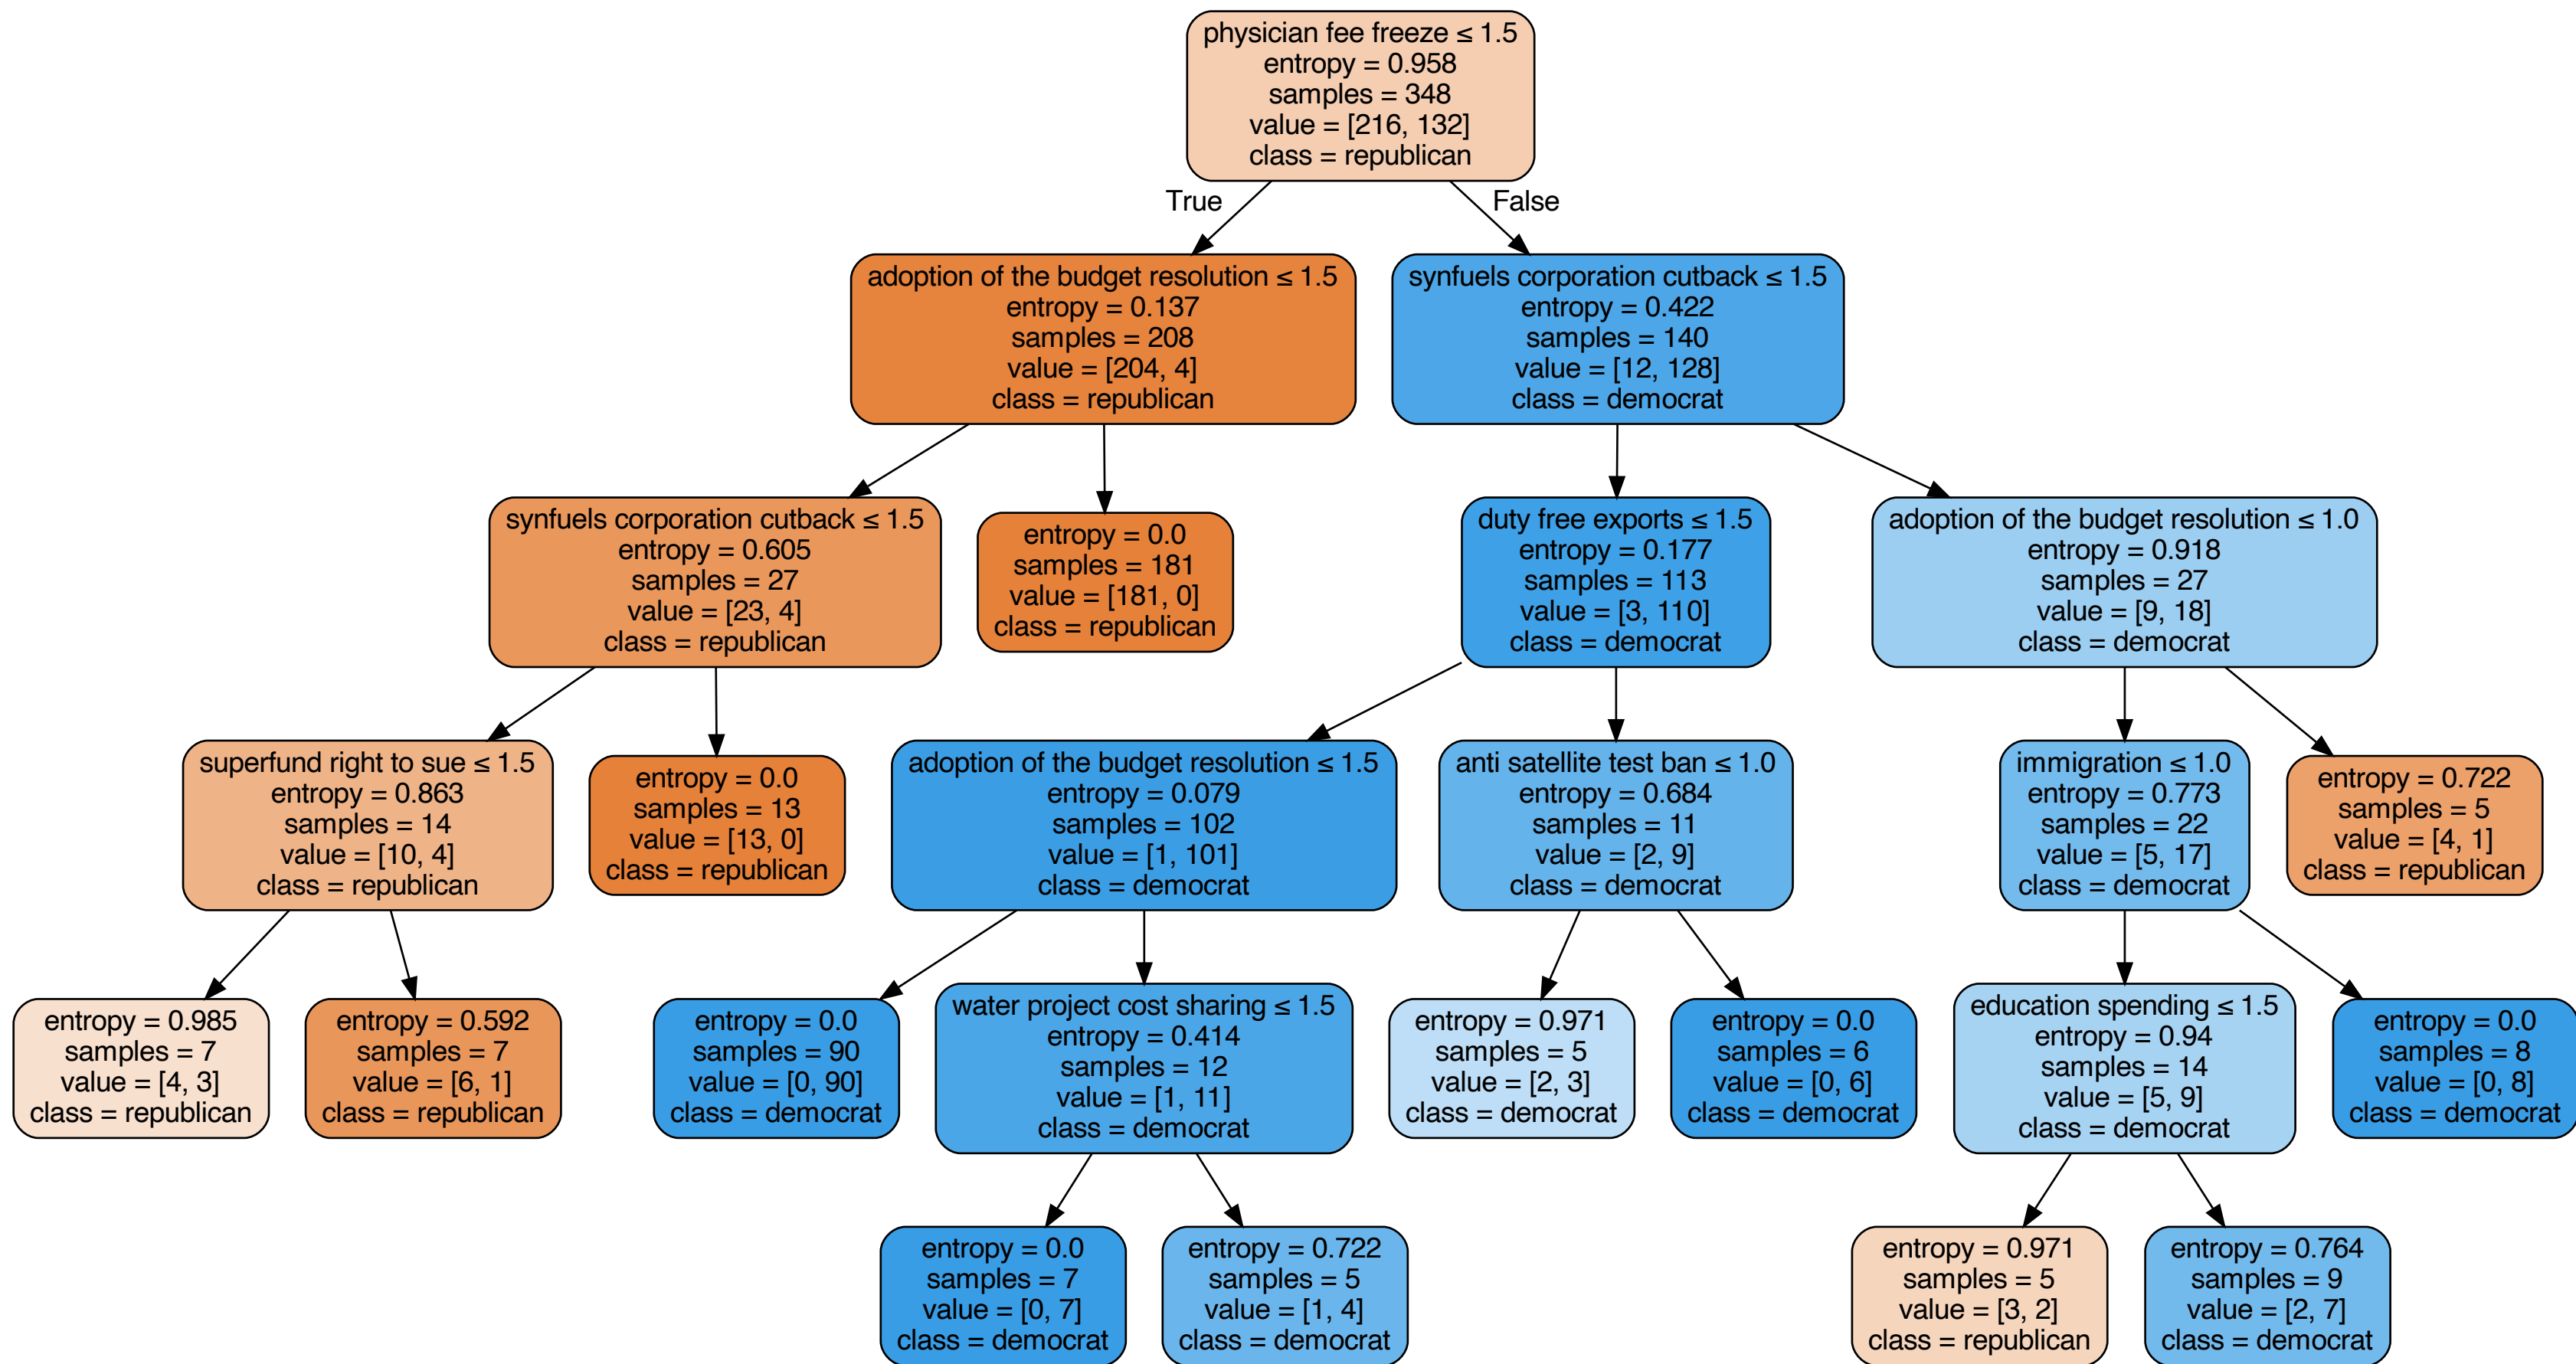 physician fee freeze ≤ 1.5
entropy = 0.958
samples = 348
value = [216, 132]
class = republican
True
False
adoption of the budget resolution ≤ 1.5
entropy = 0.137
samples = 208
value = [204, 4]
class = republican
synfuels corporation cutback ≤ 1.5
entropy = 0.422
samples = 140
value = [12, 128]
class = democrat
synfuels corporation cutback ≤ 1.5
entropy = 0.605
samples = 27
value = [23, 4]
class = republican
entropy = 0.0
samples = 181
value = [181, 0]
class = republican
duty free exports ≤ 1.5
entropy = 0.177
samples = 113
value = [3, 110]
class = democrat
adoption of the budget resolution ≤ 1.0
entropy = 0.918
samples = 27
value = [9, 18]
class = democrat
superfund right to sue ≤ 1.5
entropy = 0.863
samples = 14
value = [10, 4]
class = republican
entropy = 0.0
samples = 13
value = [13, 0]
class = republican
adoption of the budget resolution ≤ 1.5
entropy = 0.079
samples = 102
value = [1, 101]
class = democrat
anti satellite test ban ≤ 1.0
entropy = 0.684
samples = 11
value = [2, 9]
class = democrat
immigration ≤ 1.0
entropy = 0.773
samples = 22
value = [5, 17]
class = democrat
entropy = 0.722
samples = 5
value = [4, 1]
class = republican
entropy = 0.985
samples = 7
value = [4, 3]
class = republican
entropy = 0.592
samples = 7
value = [6, 1]
class = republican
entropy = 0.0
samples = 90
value = [0, 90]
class = democrat
water project cost sharing ≤ 1.5
entropy = 0.414
samples = 12
value = [1, 11]
class = democrat
entropy = 0.971
samples = 5
value = [2, 3]
class = democrat
entropy = 0.0
samples = 6
value = [0, 6]
class = democrat
education spending ≤ 1.5
entropy = 0.94
samples = 14
value = [5, 9]
class = democrat
entropy = 0.0
samples = 8
value = [0, 8]
class = democrat
entropy = 0.0
samples = 7
value = [0, 7]
class = democrat
entropy = 0.722
samples = 5
value = [1, 4]
class = democrat
entropy = 0.971
samples = 5
value = [3, 2]
class = republican
entropy = 0.764
samples = 9
value = [2, 7]
class = democrat